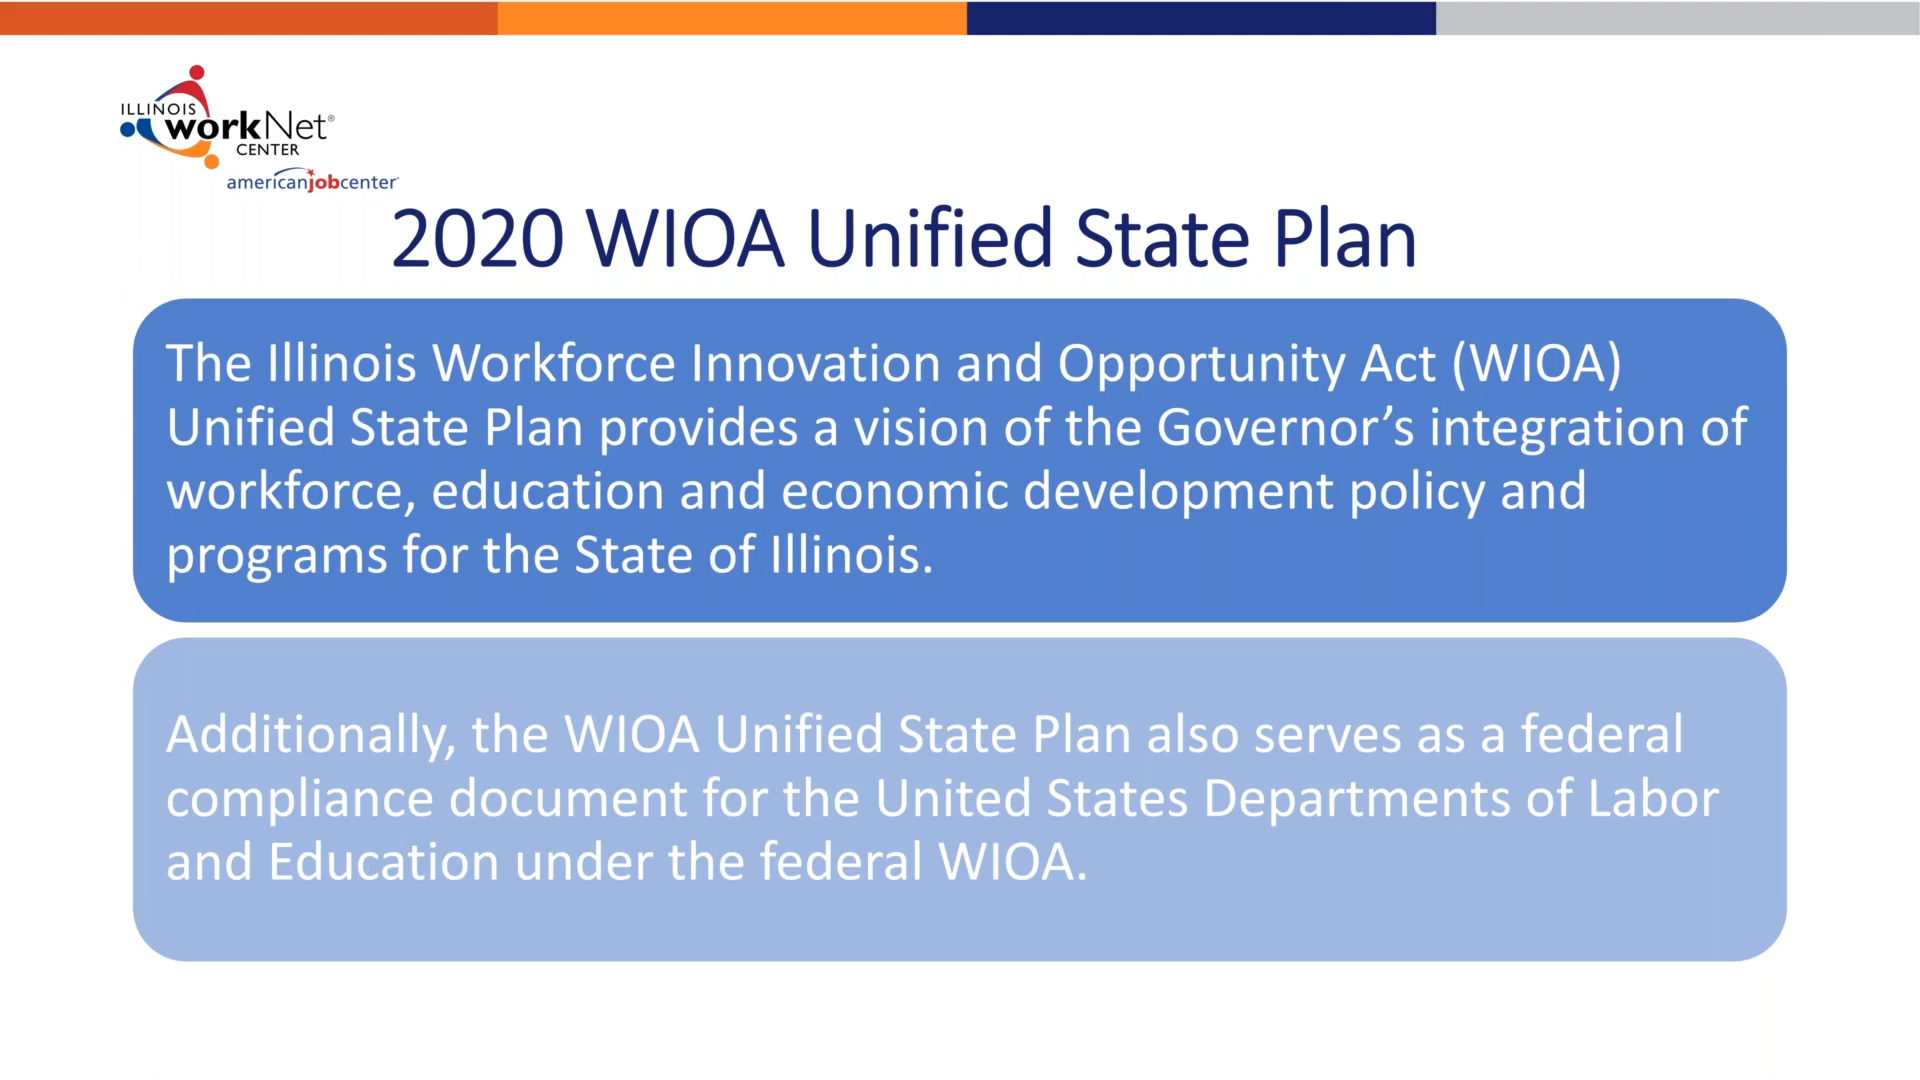 ILLINOIS
workNet®
CENTER
americanjobcenter
2020 WIOA Unified State Plan
The Illinois Workforce Innovation and Opportunity Act (WIOA)
Unified State Plan provides a vision of the Governor’s integration of
workforce, education and economic development policy and
programs for the State of Illinois.
Additionally, the WIOA Unified State Plan also serves as a federal
compliance document for the United States Departments of Labor
and Education under the federal WIOA.